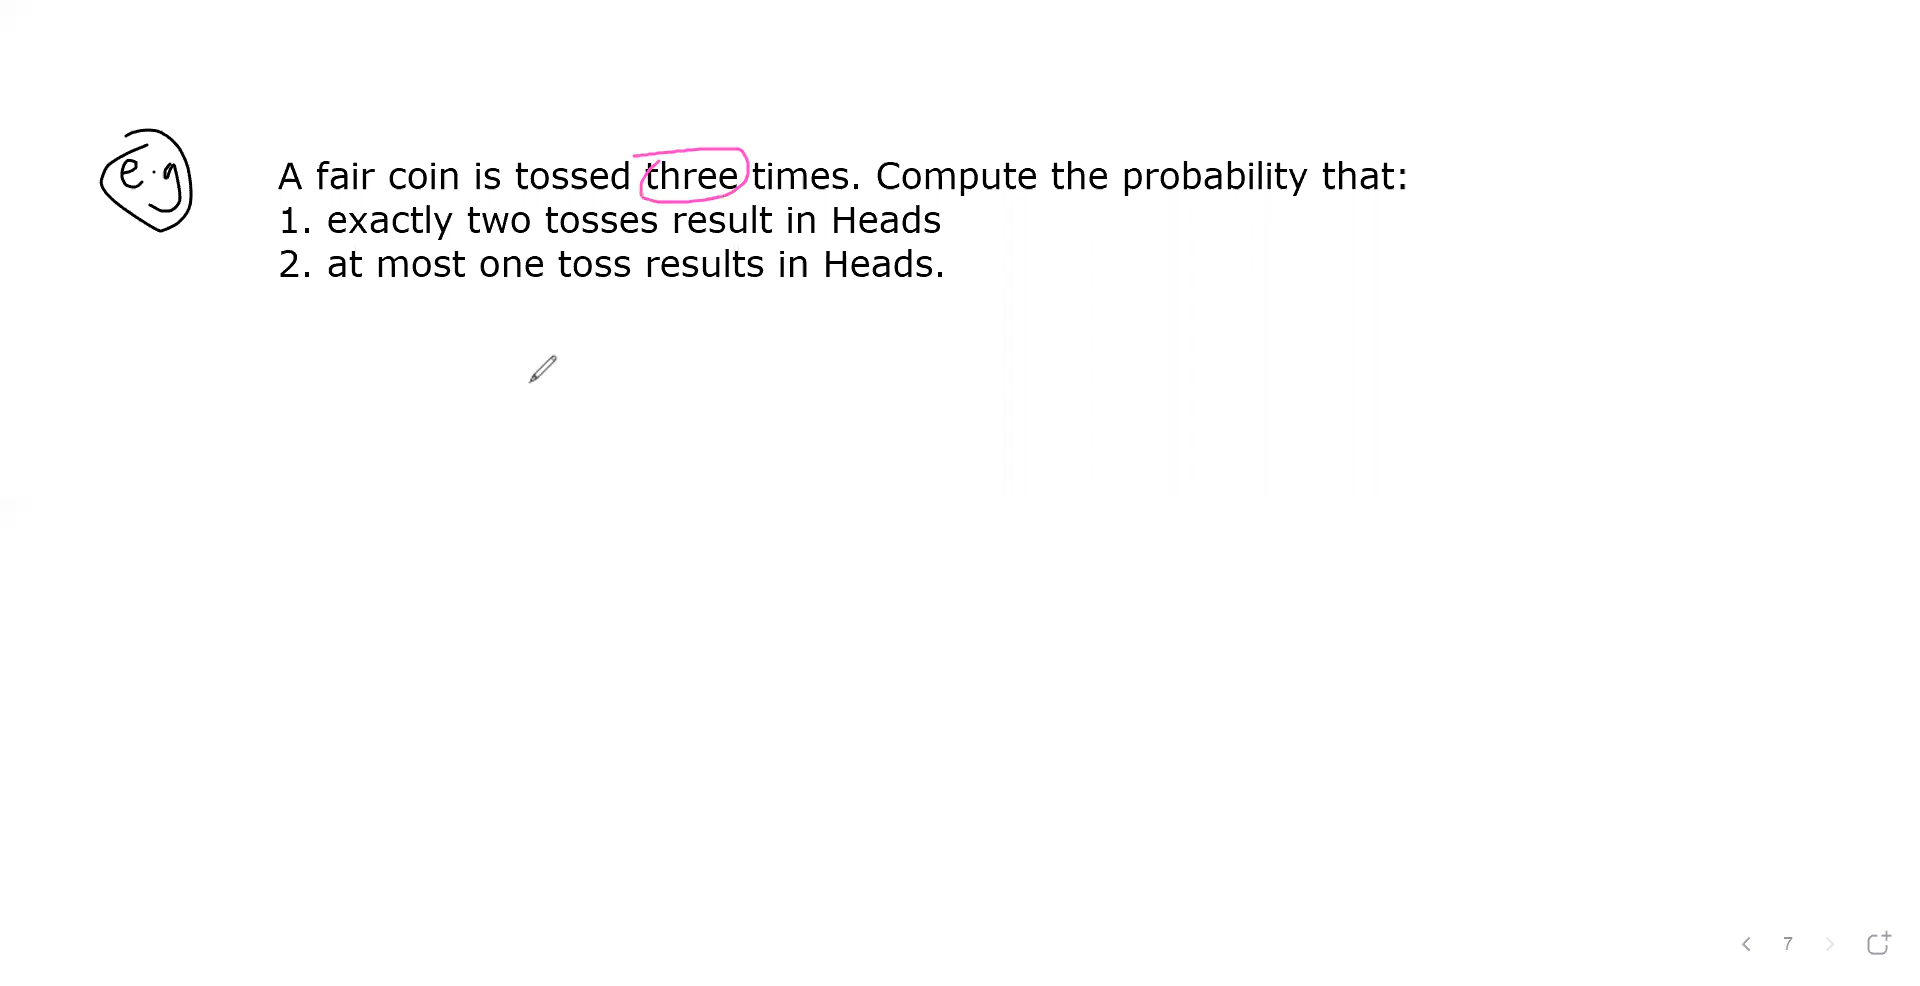 e.g
A fair coin is tossed three times. Compute the probability that:
1. exactly two tosses result in Heads
2. at most one toss results in Heads.
7